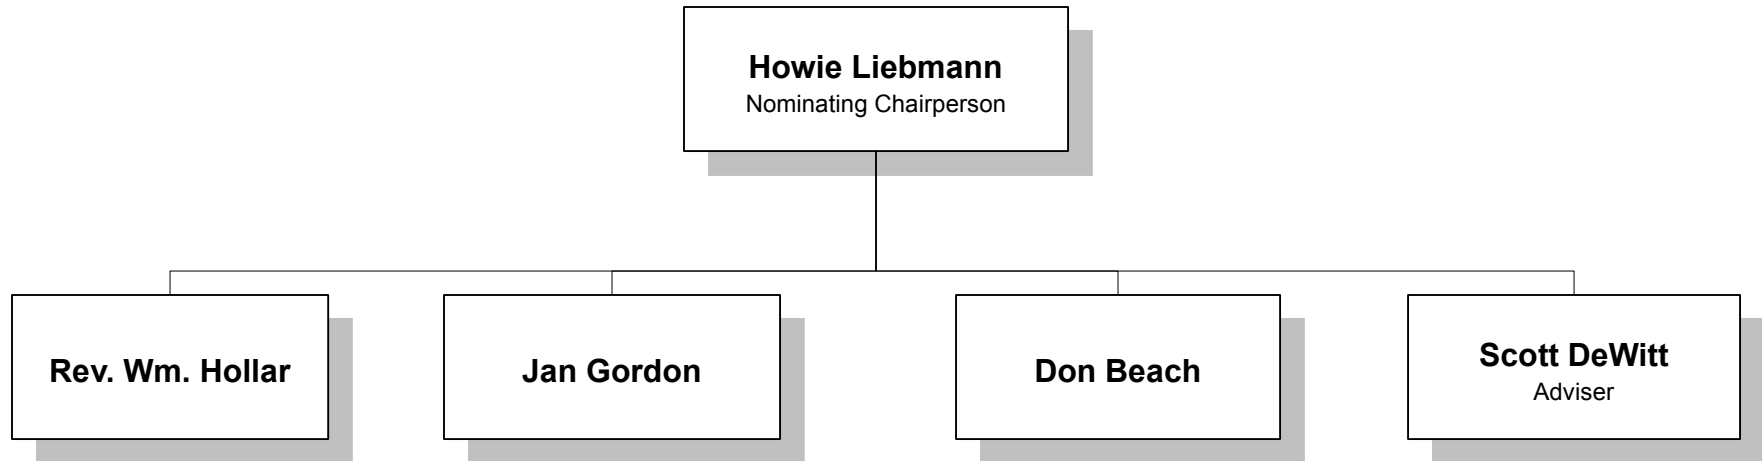 Howie Liebmann
Nominating Chairperson
Rev. Wm. Hollar
Jan Gordon
Don Beach
Scott DeWitt
Adviser